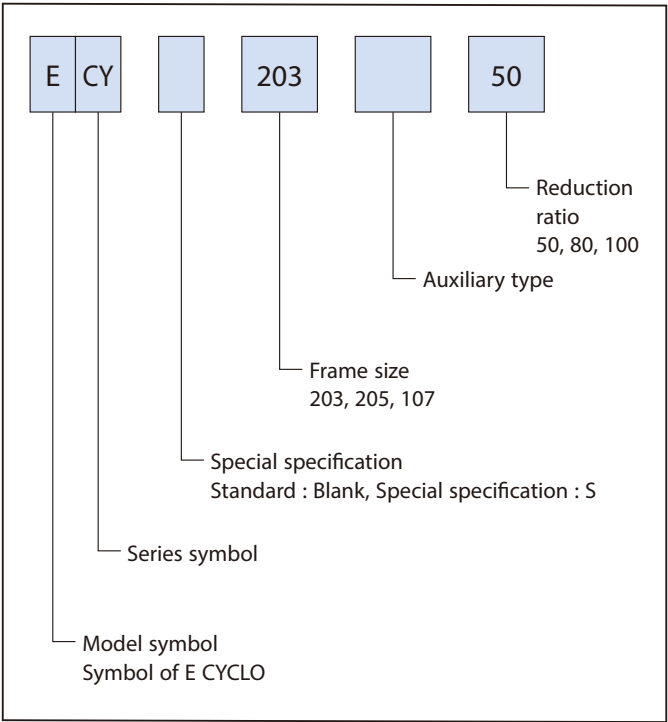 E CY 203 50
Reduction
ratio
50, 80, 100
Auxiliary type
Frame size
203, 205, 107
Special specification
Standard : Blank, Special specification : S
Series symbol
Model symbol
Symbol of E CYCLO